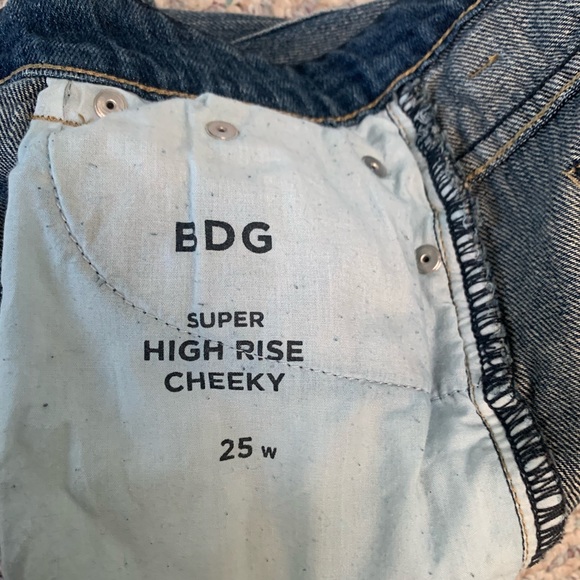 BDG
SUPER
HIGH RISE
CHEEKY
25 W